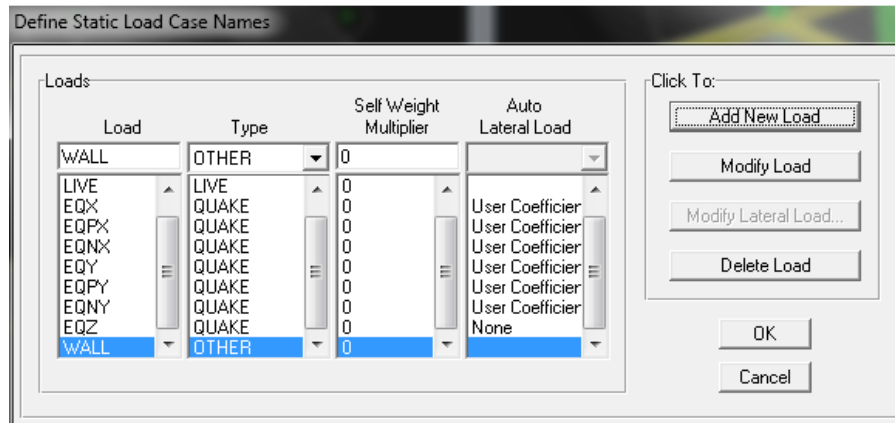 Define Static Load Case Names
Loads
Click To:
Load Type Self Weight Multiplier Auto Lateral Load
WALL OTHER 0
LIVE LIVE 0
EQX QUAKE 0 User Coefficier
EQPX QUAKE 0 User Coefficier
EQNX QUAKE 0 User Coefficier
EQY QUAKE 0 User Coefficier
EQPY QUAKE 0 User Coefficier
EQNY QUAKE 0 User Coefficier
EQZ QUAKE 0 None
WALL OTHER 0
Add New Load
Modify Load
Modify Lateral Load...
Delete Load
OK
Cancel